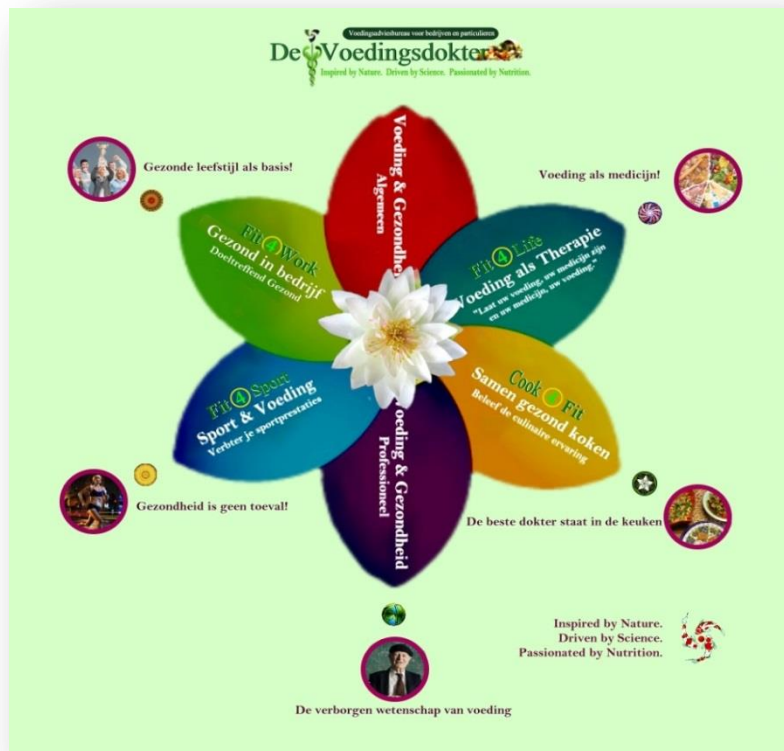 Voedingsadviesbureau voor bedrijven en particulieren
De Voedingsdokter
Inspired by Nature. Driven by Science. Passionated by Nutrition.
Gezonde leefstijl als basis!
Voeding als medicijn!
Voeding & Gezondhei
Algemeen
Fit 4 Work
Gezond in bedrijf
Doeltreffend Gezond
Fit 4 Life
Voeding als Therapie
"Laat uw voeding, uw medicijn zijn
en uw medicijn, uw voeding."
Fit 4 Sport
Sport & Voeding
Verbter je sportprestaties
Cook 4 Fit
Samen gezond koken
Beleef de culinaire ervaring
Voeding & Gezondheid
Professioneel
Gezondheid is geen toeval!
De beste dokter staat in de keuken
Inspired by Nature.
Driven by Science.
Passionated by Nutrition.
De verborgen wetenschap van voeding